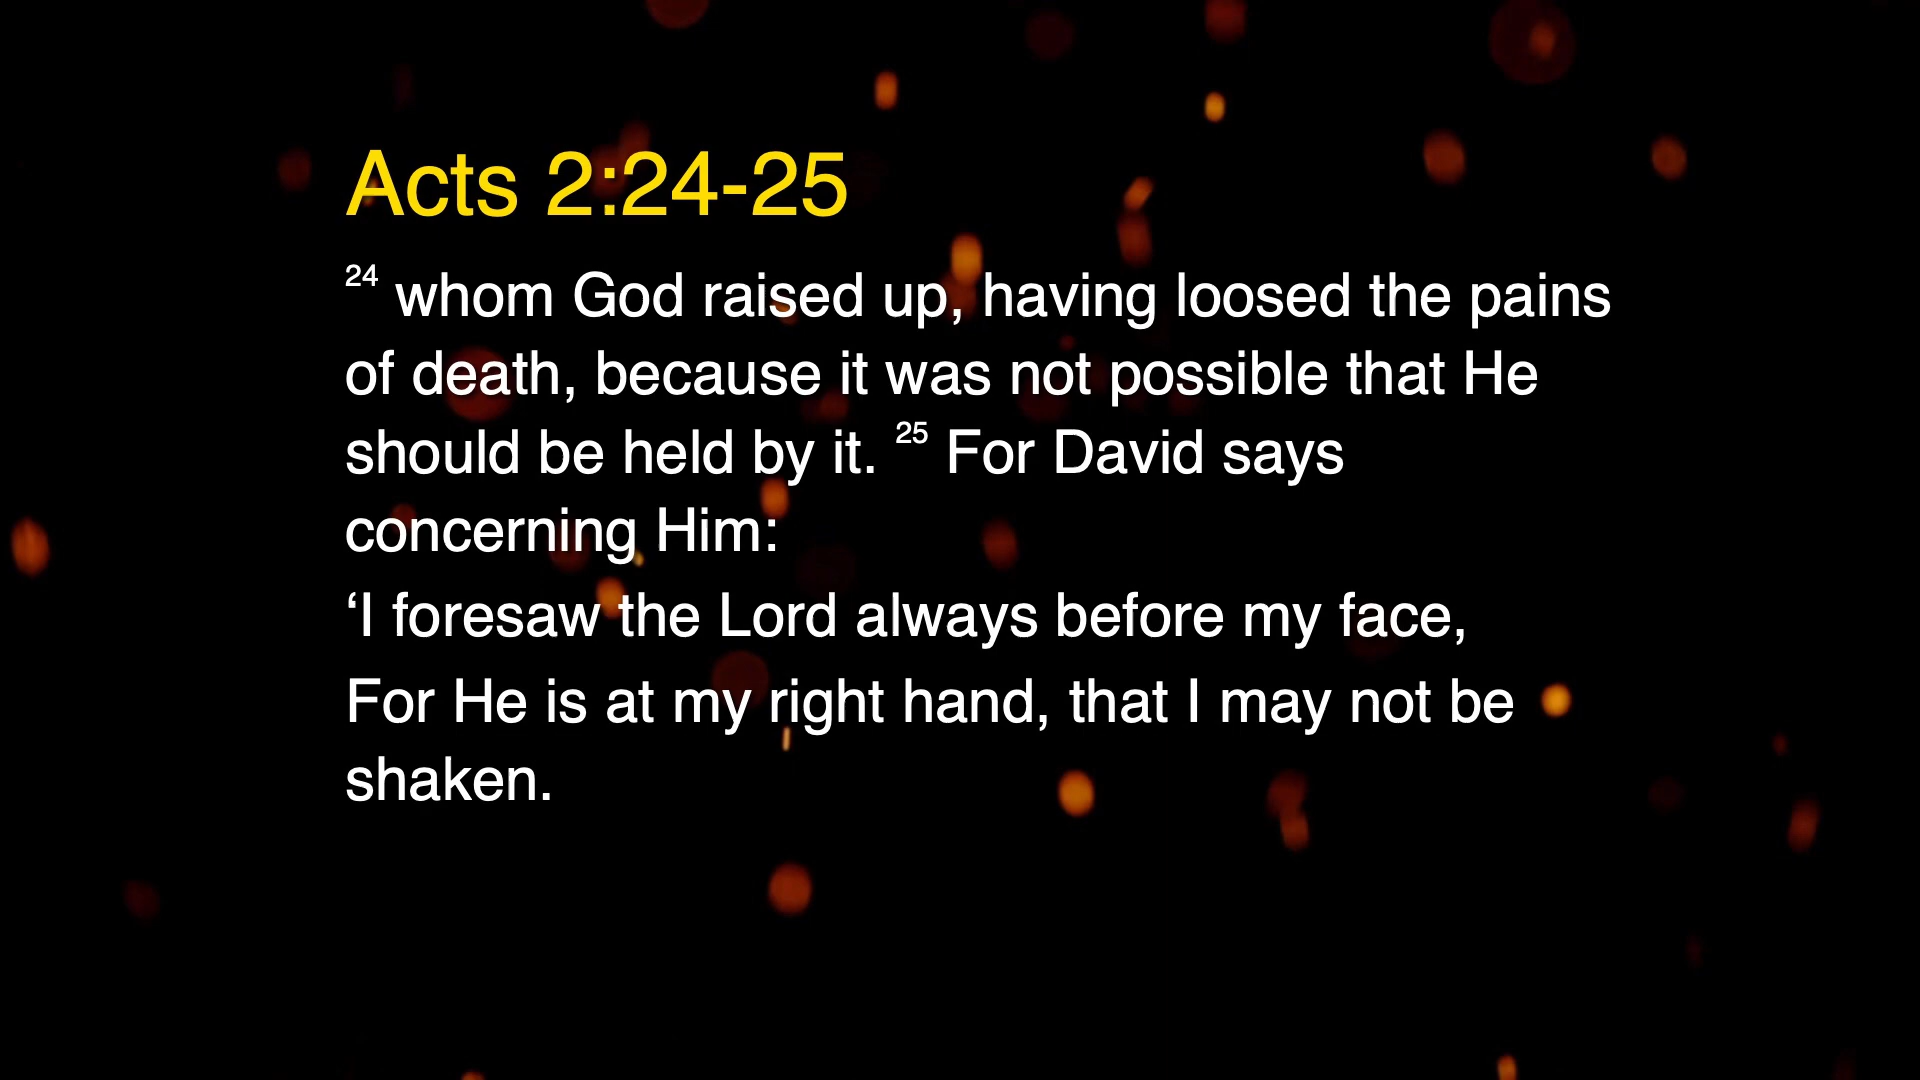 Acts 2:24-25
24 whom God raised up, having loosed the pains
of death, because it was not possible that He
should be held by it. 25 For David says
concerning Him:
‘I foresaw the Lord always before my face,
For He is at my right hand, that I may not be
shaken.